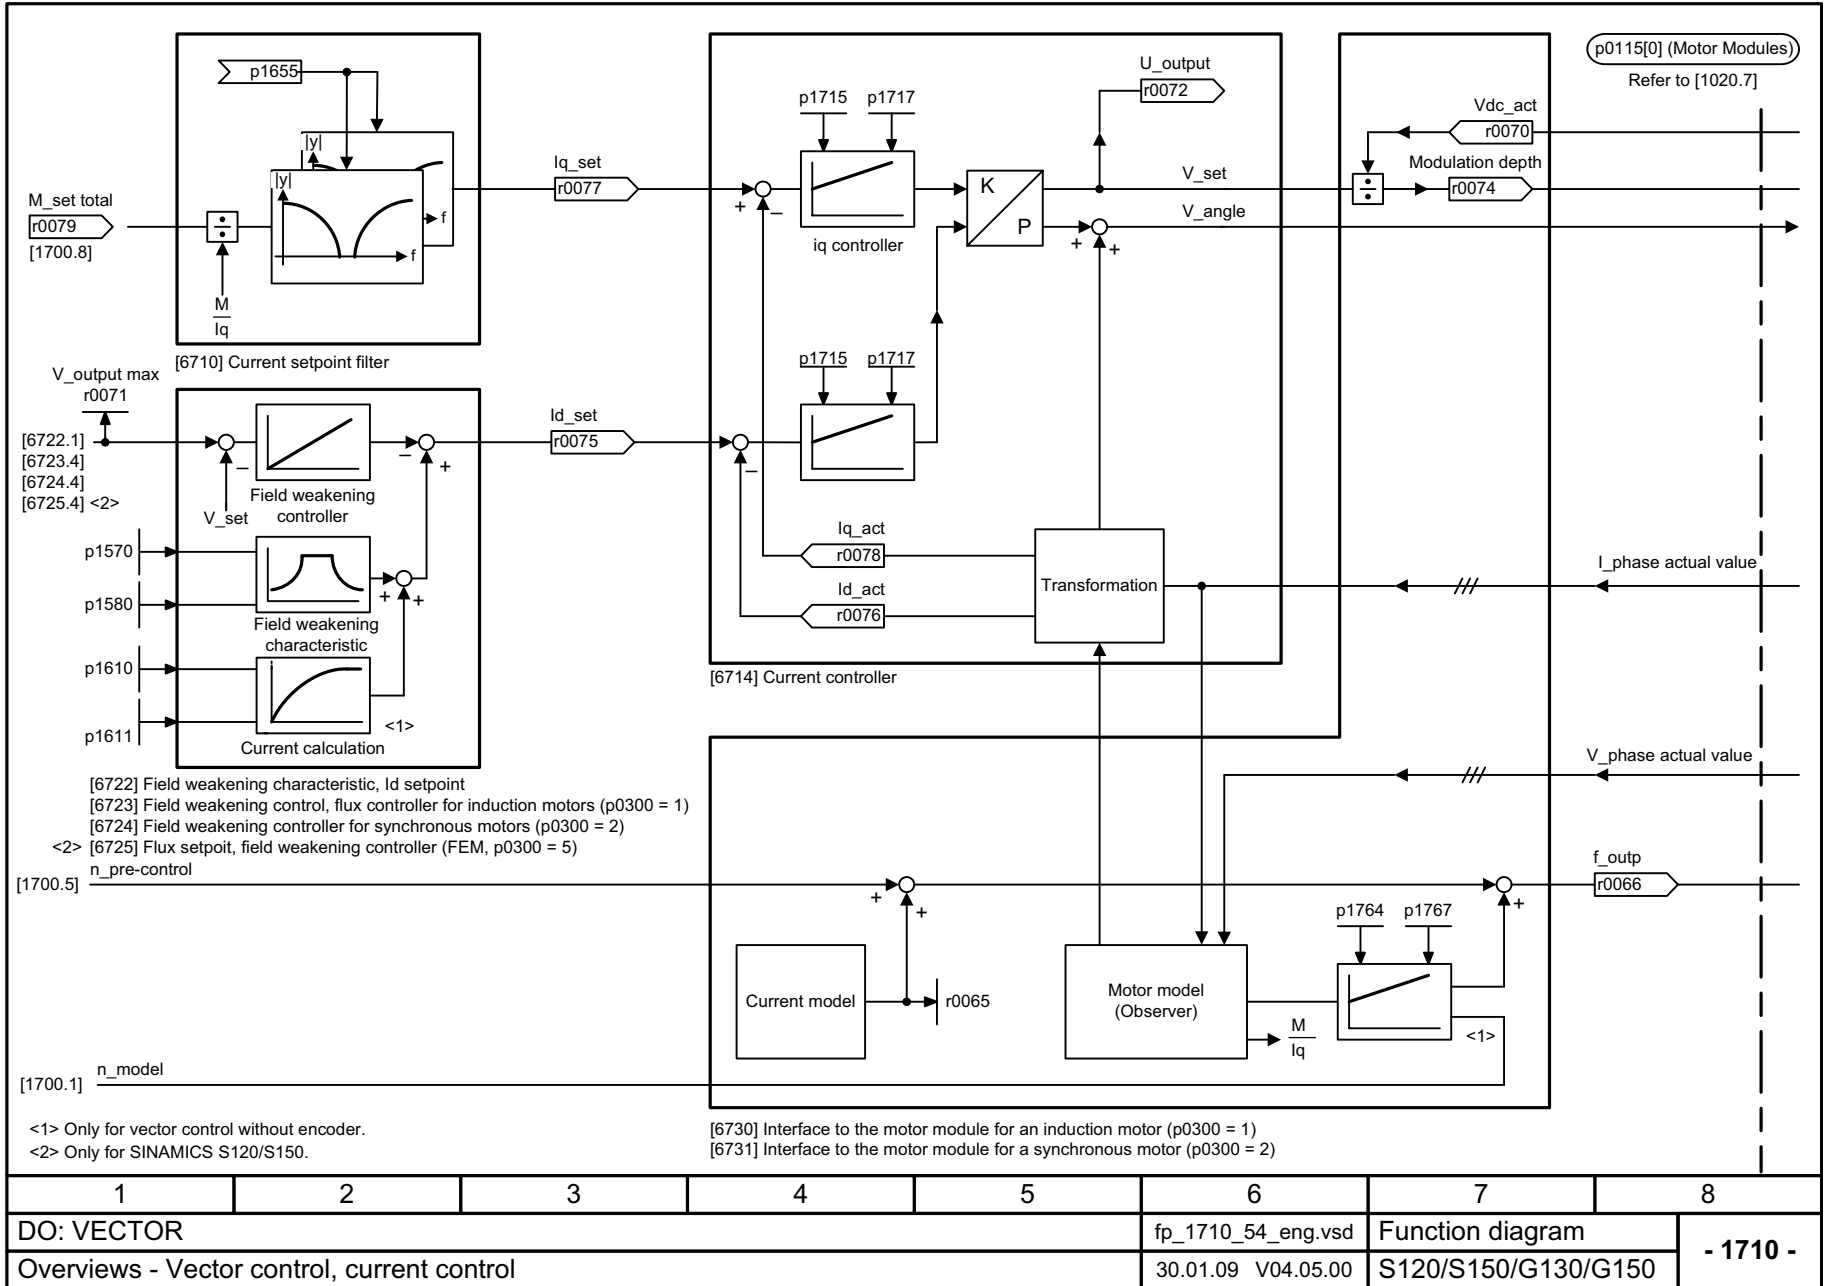 p0115[0] (Motor Modules)
Refer to [1020.7]
p1655
|y|
|y|
f
f
M_set total
r0079
[1700.8]
÷
M
Iq
[6710] Current setpoint filter
Iq_set
r0077
p1715 p1717
+
–
iq controller
K
P
U_output
r0072
V_set
V_angle
+
+
÷
Vdc_act
r0070
Modulation depth
r0074
V_output max
r0071
[6722.1]
[6723.4]
[6724.4]
[6725.4] <2>
–
V_set
Field weakening
controller
–
+
Id_set
r0075
p1715 p1717
–
p1570
p1580
Field weakening
characteristic
+
+
p1610
p1611
<1>
Current calculation
Iq_act
r0078
Id_act
r0076
Transformation
I_phase actual value
[6714] Current controller
V_phase actual value
[6722] Field weakening characteristic, Id setpoint
[6723] Field weakening control, flux controller for induction motors (p0300 = 1)
[6724] Field weakening controller for synchronous motors (p0300 = 2)
<2> [6725] Flux setpoit, field weakening controller (FEM, p0300 = 5)
[1700.5]
n_pre-control
+
+
f_outp
r0066
+
p1764 p1767
Current model
r0065
Motor model
(Observer)
M
Iq
<1>
[1700.1]
n_model
<1> Only for vector control without encoder.
<2> Only for SINAMICS S120/S150.
[6730] Interface to the motor module for an induction motor (p0300 = 1)
[6731] Interface to the motor module for a synchronous motor (p0300 = 2)
1 2 3 4 5 6 7 8
DO: VECTOR
fp_1710_54_eng.vsd
Function diagram
- 1710 -
Overviews - Vector control, current control
30.01.09 V04.05.00
S120/S150/G130/G150